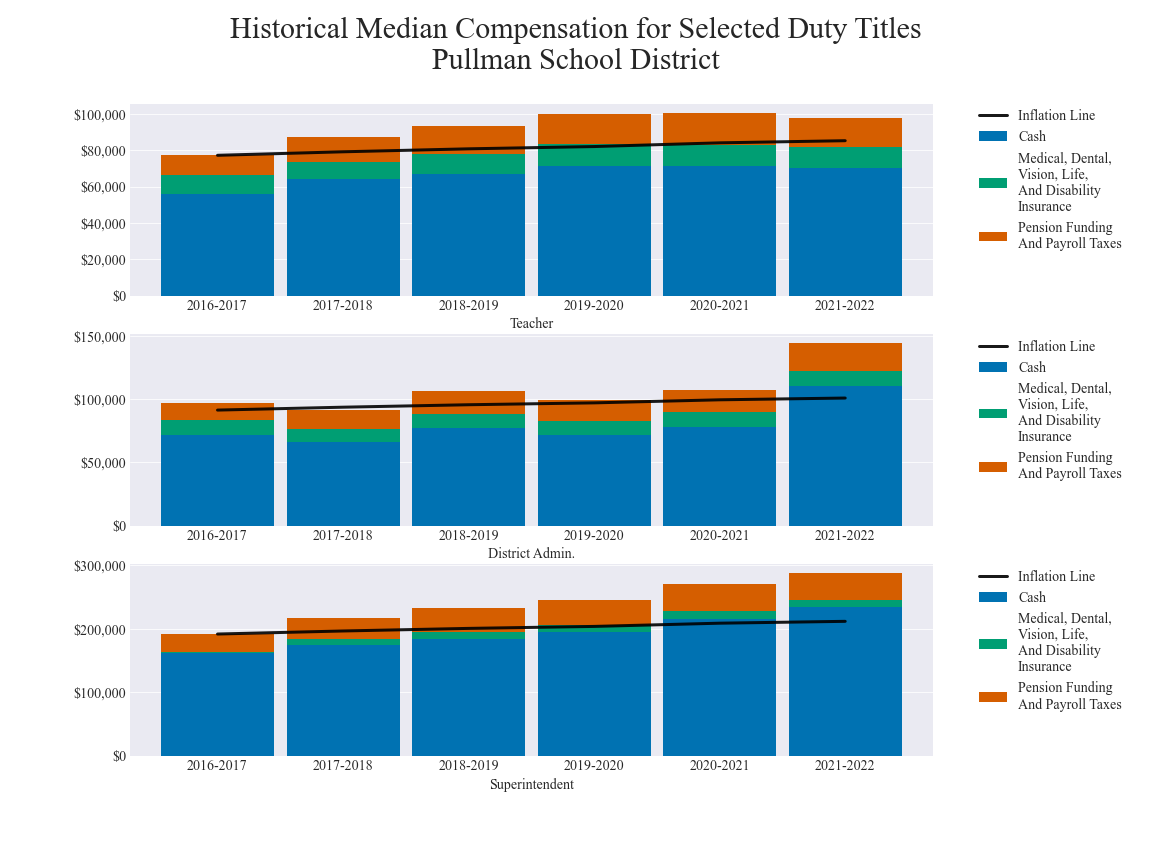 Historical Median Compensation for Selected Duty Titles
Pullman School District
$100,000
$80,000
$60,000
$40,000
$20,000
$0
2016-2017 2017-2018 2018-2019 2019-2020 2020-2021 2021-2022
Teacher
Inflation Line
Cash
Medical, Dental,
Vision, Life,
And Disability
Insurance
Pension Funding
And Payroll Taxes
$150,000
$100,000
$50,000
$0
2016-2017 2017-2018 2018-2019 2019-2020 2020-2021 2021-2022
District Admin.
Inflation Line
Cash
Medical, Dental,
Vision, Life,
And Disability
Insurance
Pension Funding
And Payroll Taxes
$300,000
$200,000
$100,000
$0
2016-2017 2017-2018 2018-2019 2019-2020 2020-2021 2021-2022
Superintendent
Inflation Line
Cash
Medical, Dental,
Vision, Life,
And Disability
Insurance
Pension Funding
And Payroll Taxes